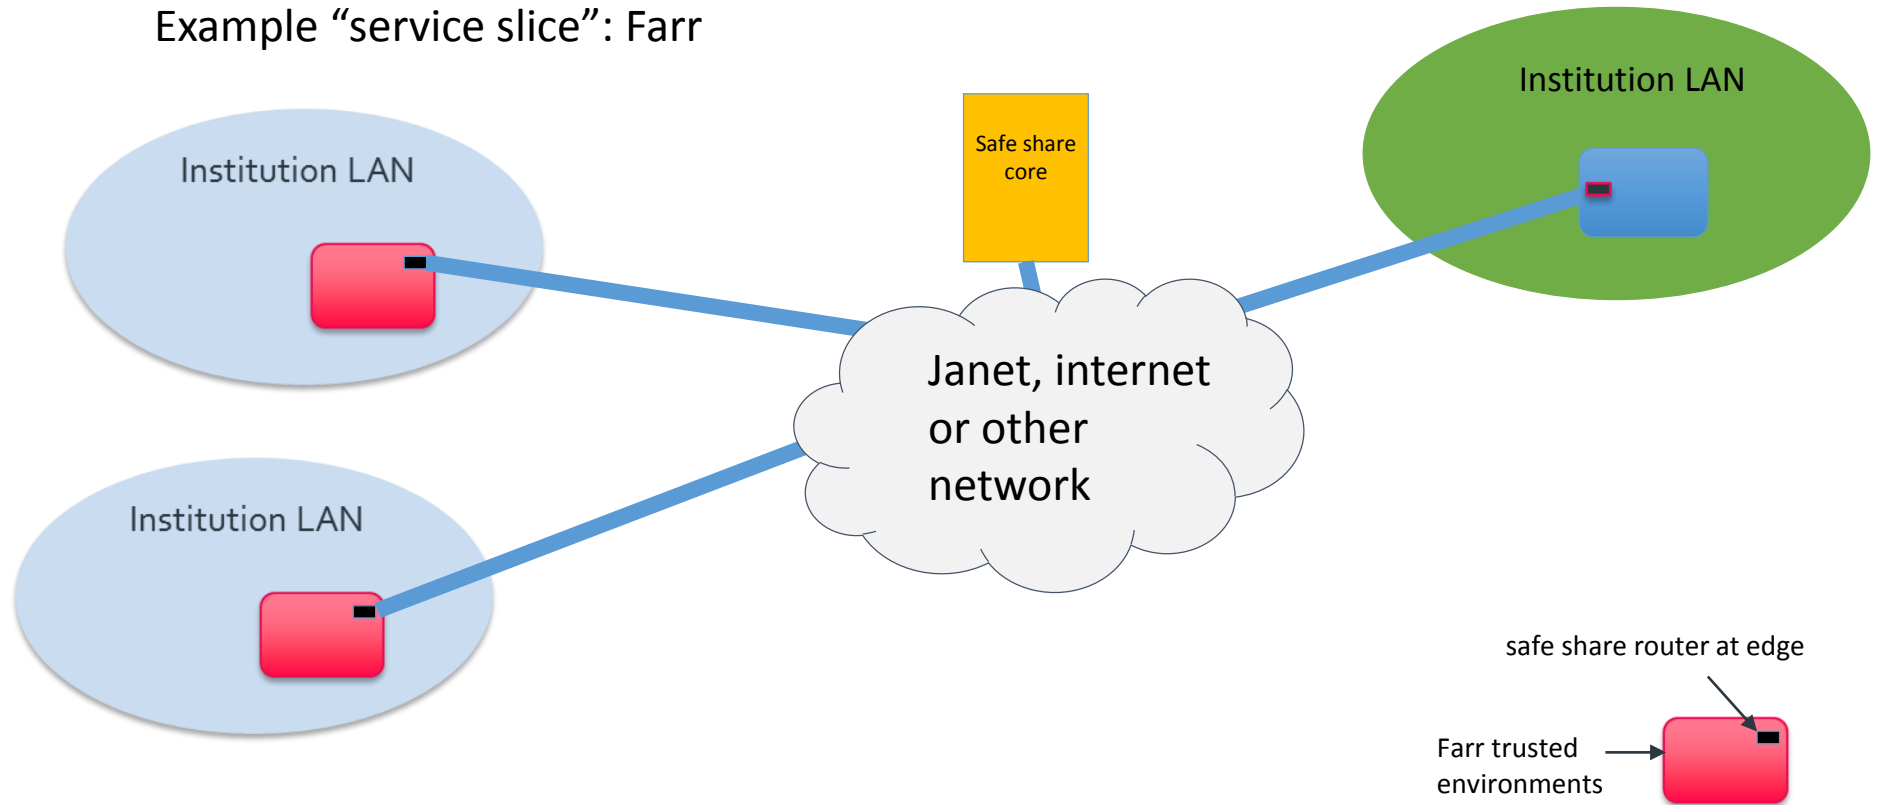 Example “service slice”: Farr
Institution LAN
Institution LAN
Safe share
core
Institution LAN
Janet, internet
or other
network
safe share router at edge
Farr trusted
environments